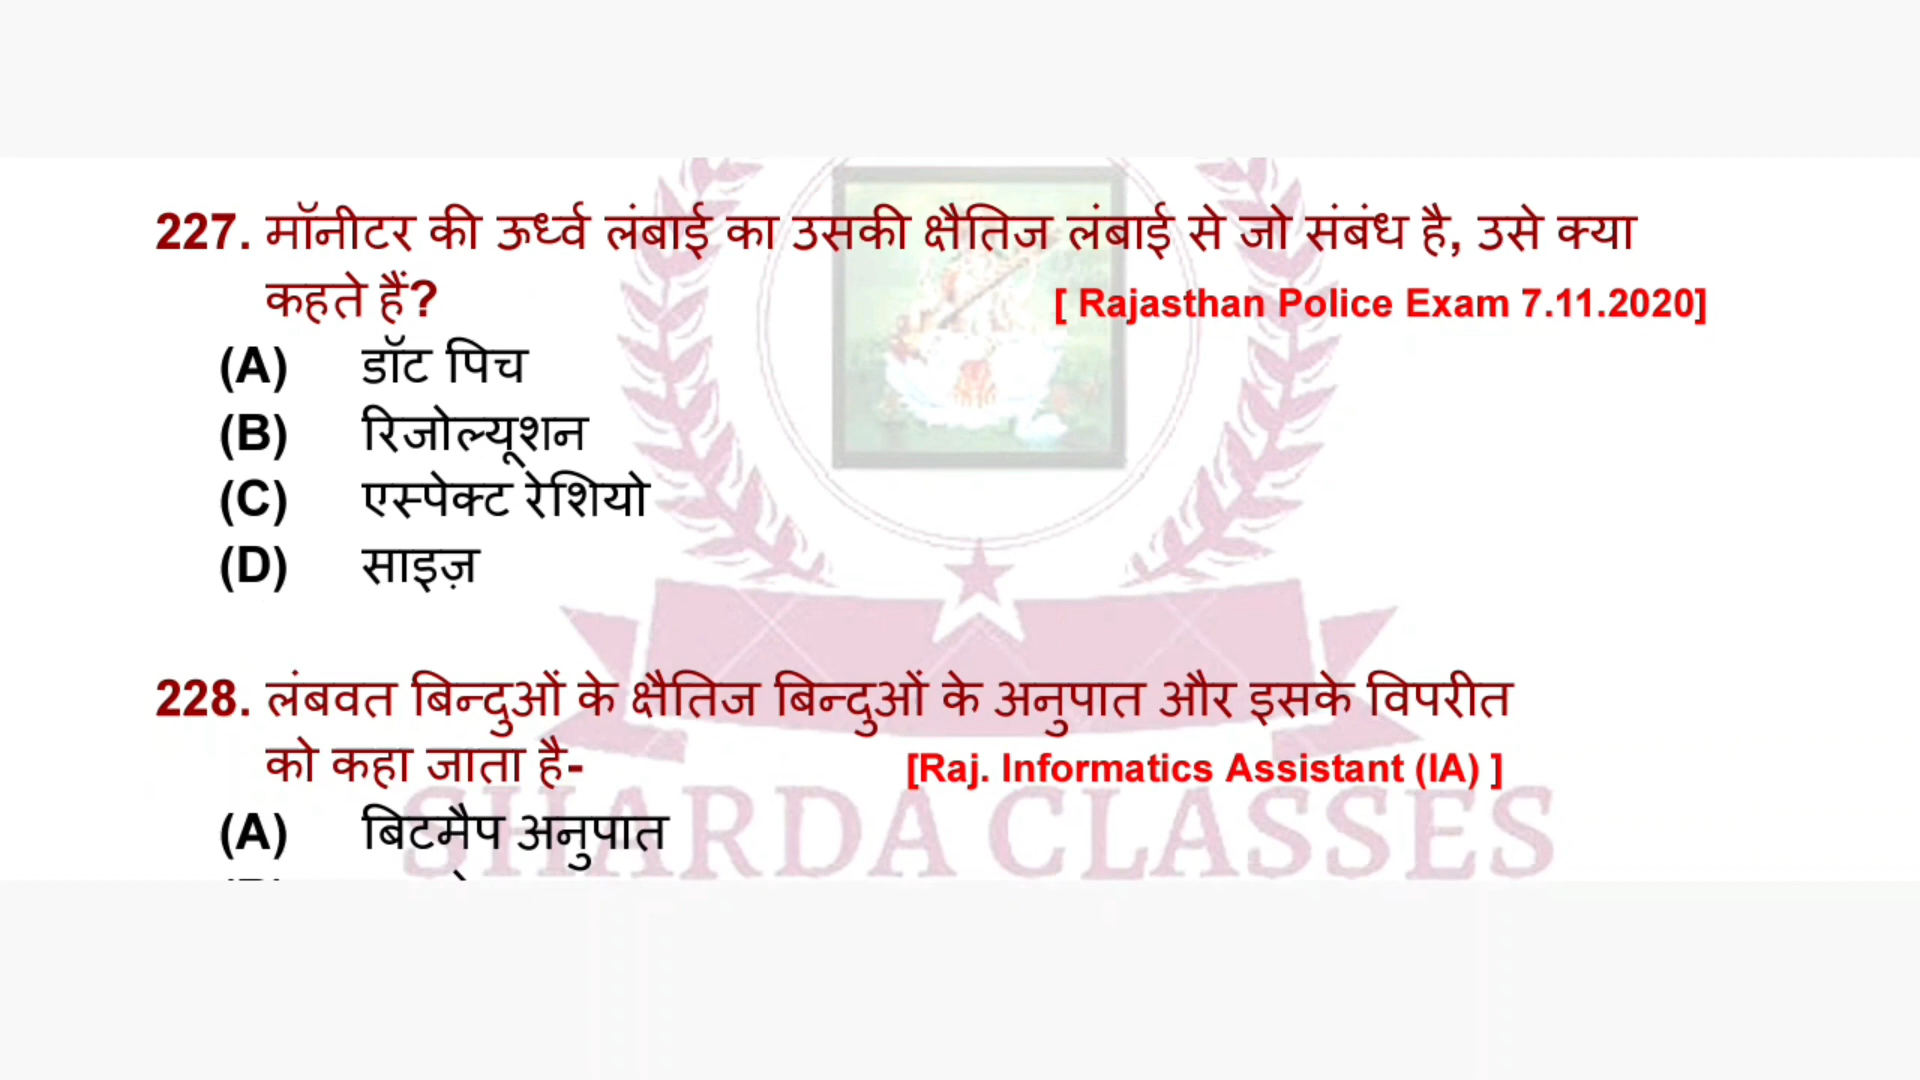 227. मॉनीटर की ऊर्ध्व लंबाई का उसकी क्षैतिज लंबाई से जो संबंध है, उसे क्या
कहते हैं? [ Rajasthan Police Exam 7.11.2020]
(A) डॉट पिच
(B) रिजोल्यूशन
(C) एस्पेक्ट रेशियो
(D) साइज़
228. लंबवत बिन्दुओं के क्षैतिज बिन्दुओं के अनुपात और इसके विपरीत
को कहा जाता है- [Raj. Informatics Assistant (IA) ]
(A) बिटमैप अनुपात
SHARDA CLASSES